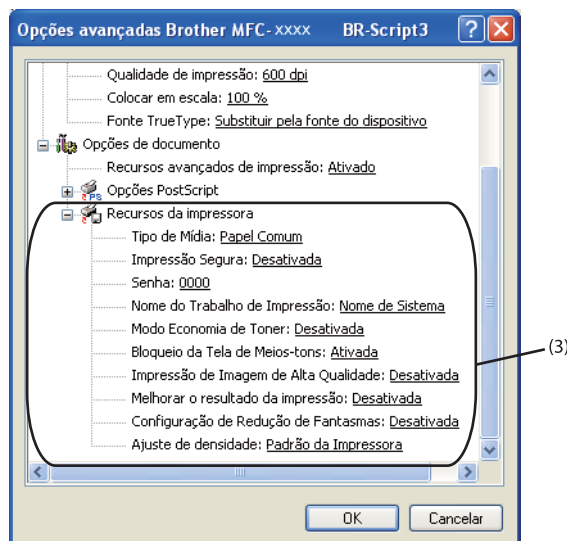 Opções avançadas Brother MFC-xxxx BR-Script3
Qualidade de impressão: 600 dpi
Colocar em escala: 100 %
Fonte TrueType: Substituir pela fonte do dispositivo
Opções de documento
Recursos avançados de impressão: Ativado
Opções PostScript
Recursos da impressora
Tipo de Mídia: Papel Comum
Impressão Segura: Desativada
Senha: 0000
Nome do Trabalho de Impressão: Nome de Sistema
Modo Economia de Toner: Desativada
Bloqueio da Tela de Meios-tons: Ativada
(3)
Impressão de Imagem de Alta Qualidade: Desativada
Melhorar o resultado da impressão: Desativada
Configuração de Redução de Fantasmas: Desativada
Ajuste de densidade: Padrão da Impressora
OK Cancelar